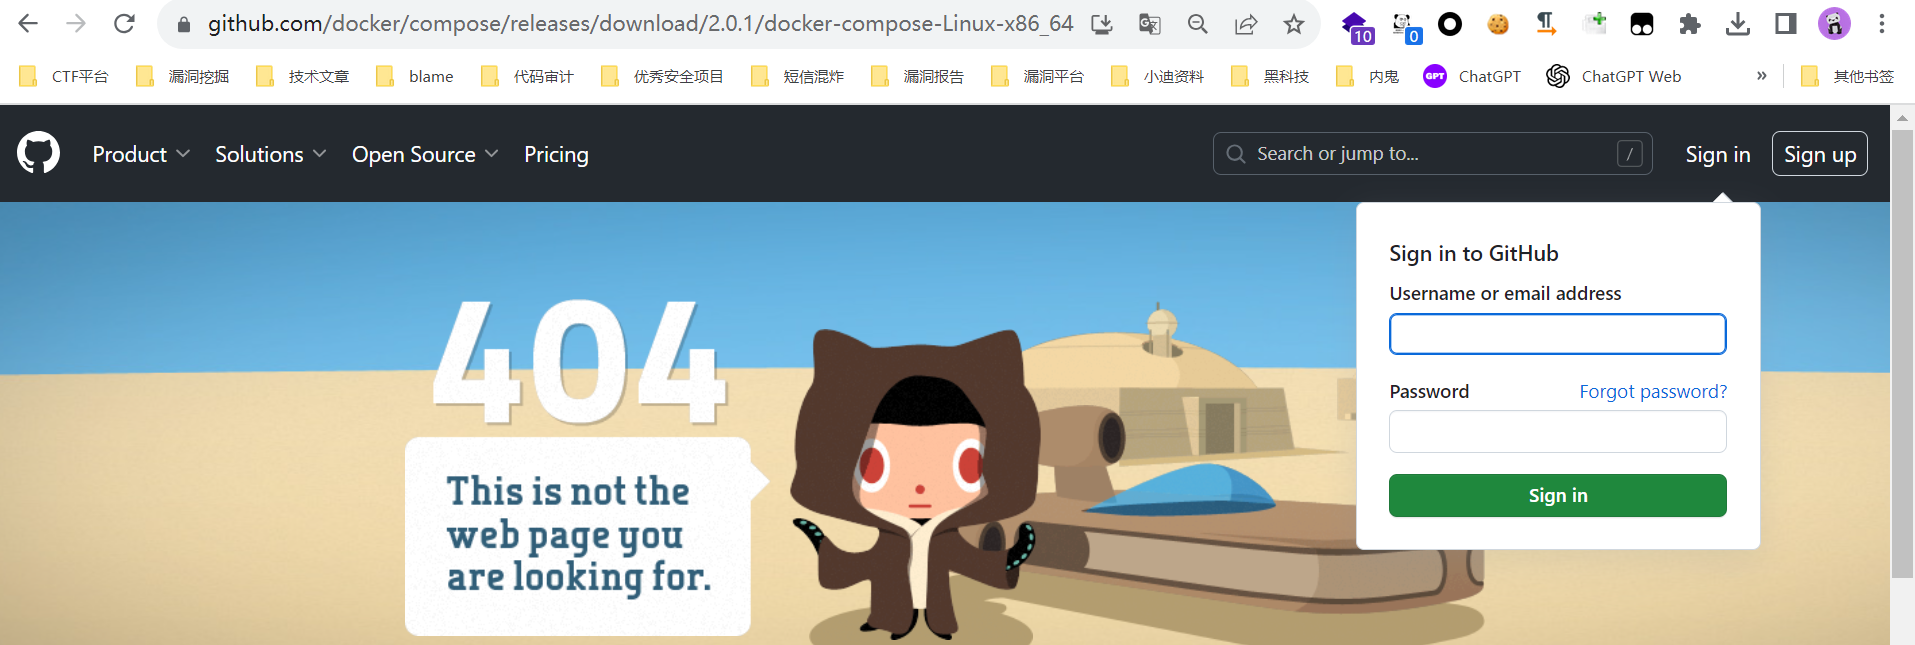 github.com/docker/compose/releases/download/2.0.1/docker-compose-Linux-x86_64
10
0
CTF平台 漏洞挖掘 技术文章 blame 代码审计 优秀安全项目 短信混炸 漏洞报告 漏洞平台 小迪资料 黑科技 内鬼 GPT ChatGPT ChatGPT Web » 其他书签
Product Solutions Open Source Pricing Search or jump to... / Sign in Sign up
404
This is not the
web page you
are looking for.
Sign in to GitHub
Username or email address
Password Forgot password?
Sign in